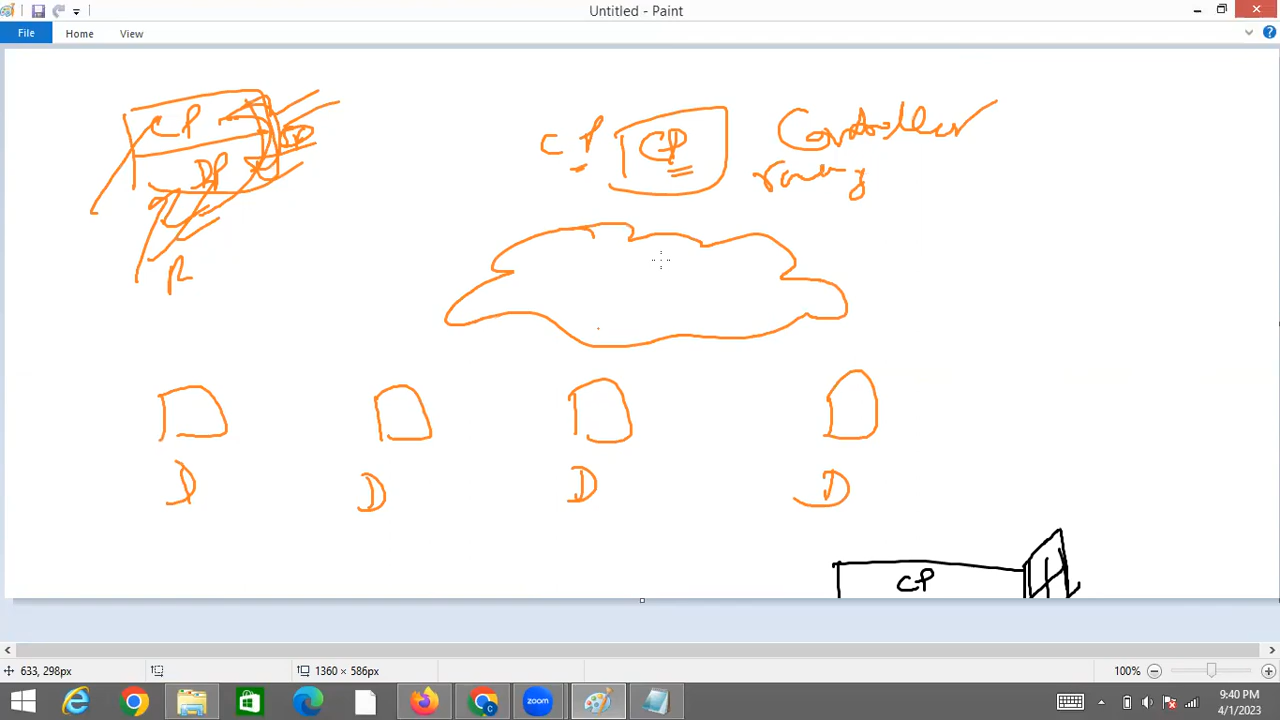 Untitled - Paint
File Home View
CP
DP
CP CP Controller
D D D D
CP
633, 298px 1360 × 586px 100%
zoom
9:40 PM
4/1/2023